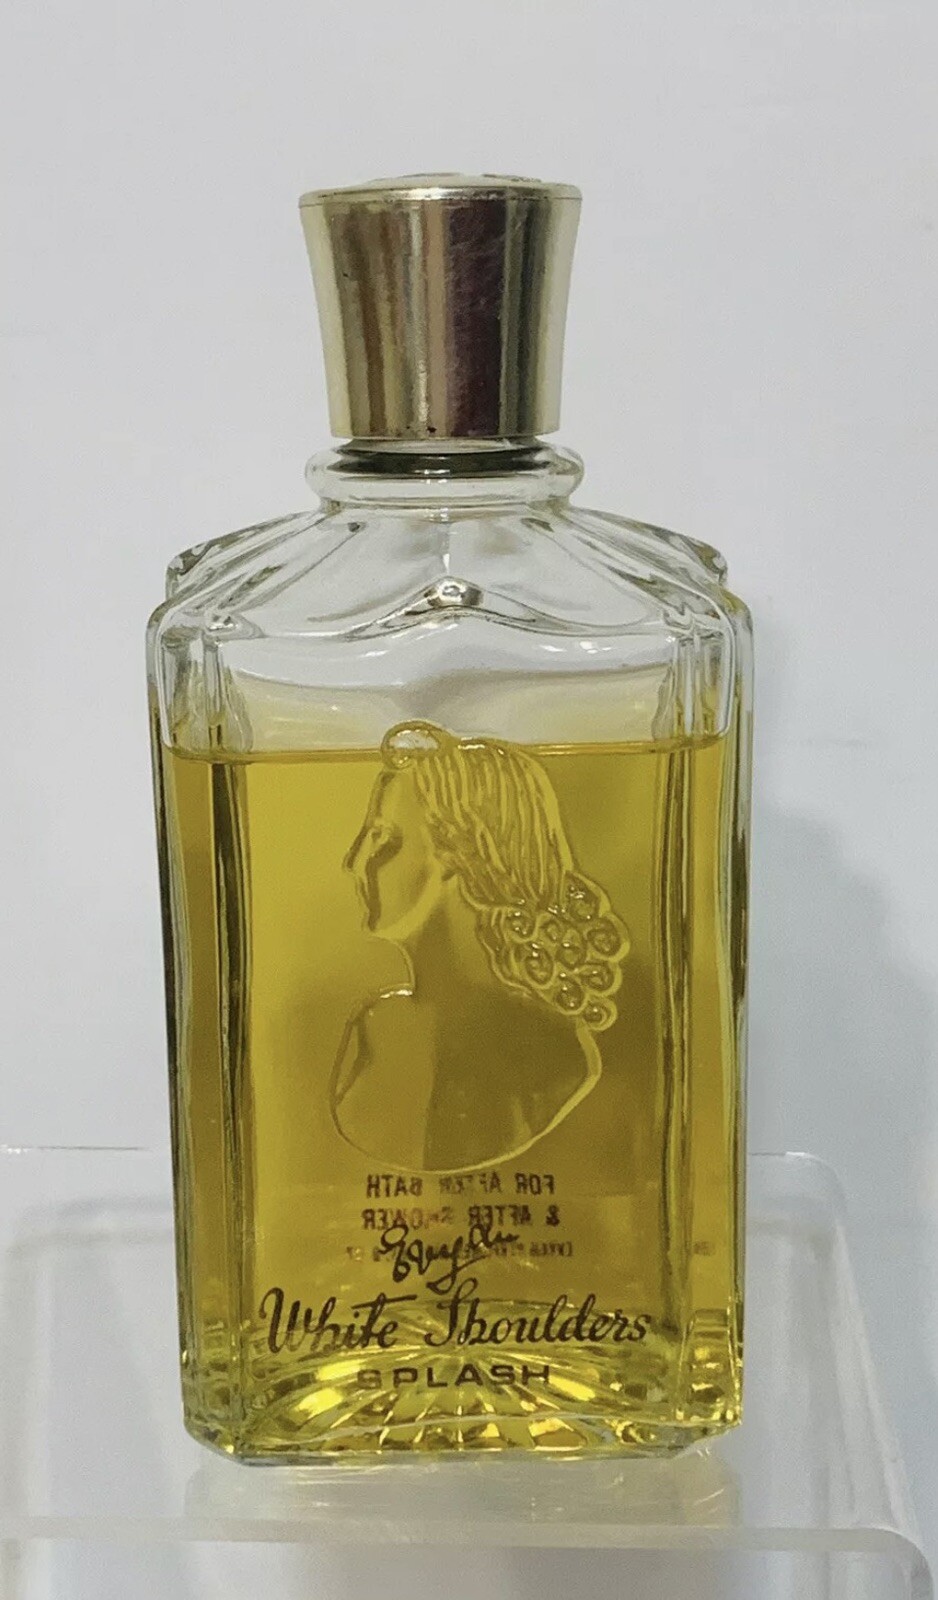 FOR AFTER BATH
& AFTER SHOWER
Evyan
White Shoulders
SPLASH